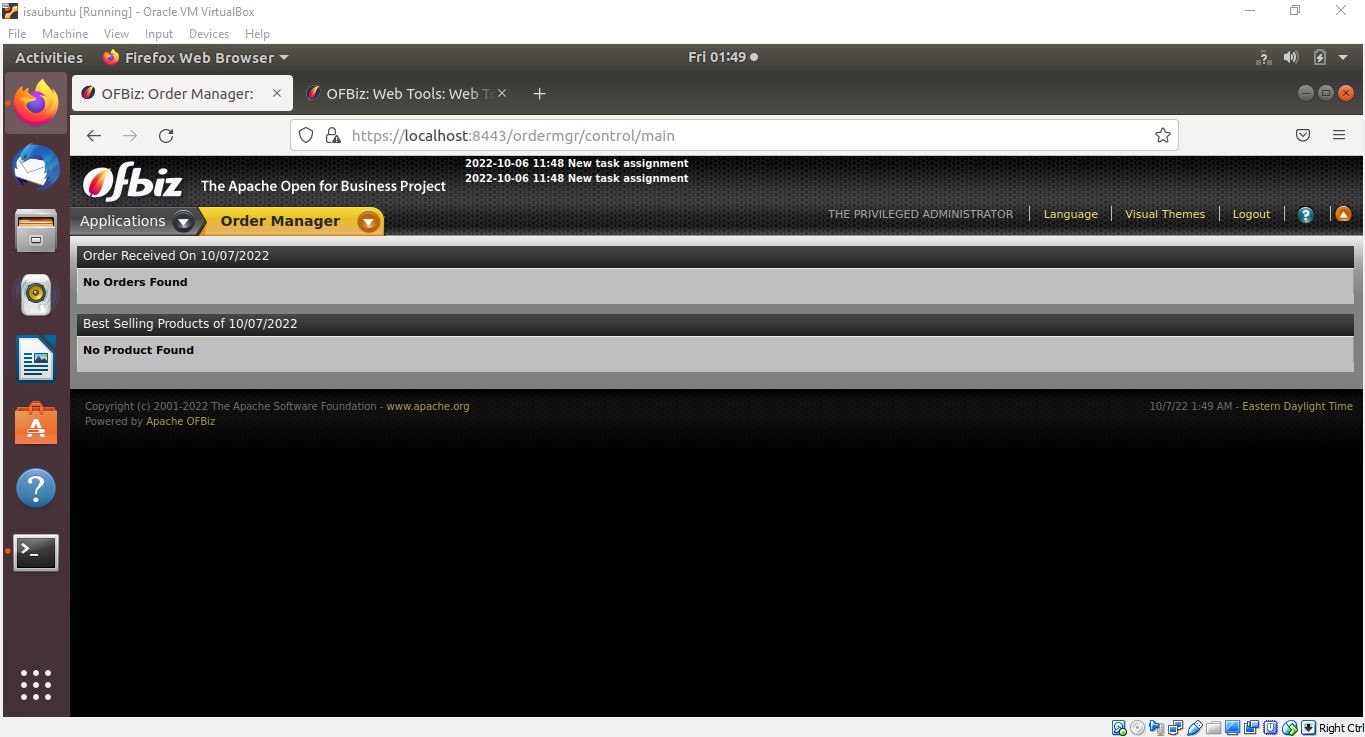 isaubuntu [Running] - Oracle VM VirtualBox
File Machine View Input Devices Help
Activities Firefox Web Browser Fri 01:49
OFBiz: Order Manager: OFBiz: Web Tools: Web To
https://localhost:8443/ordermgr/control/main
2022-10-06 11:48 New task assignment
2022-10-06 11:48 New task assignment
Ofbiz The Apache Open for Business Project
Applications Order Manager THE PRIVILEGED ADMINISTRATOR Language Visual Themes Logout
Order Received On 10/07/2022
No Orders Found
Best Selling Products of 10/07/2022
No Product Found
Copyright (c) 2001-2022 The Apache Software Foundation - www.apache.org 10/7/22 1:49 AM - Eastern Daylight Time
Powered by Apache OFBiz
Right Ctrl